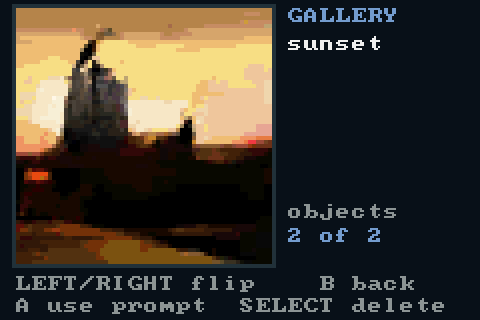 GALLERY
sunset
objects
2 of 2
LEFT/RIGHT flip B back
A use prompt SELECT delete